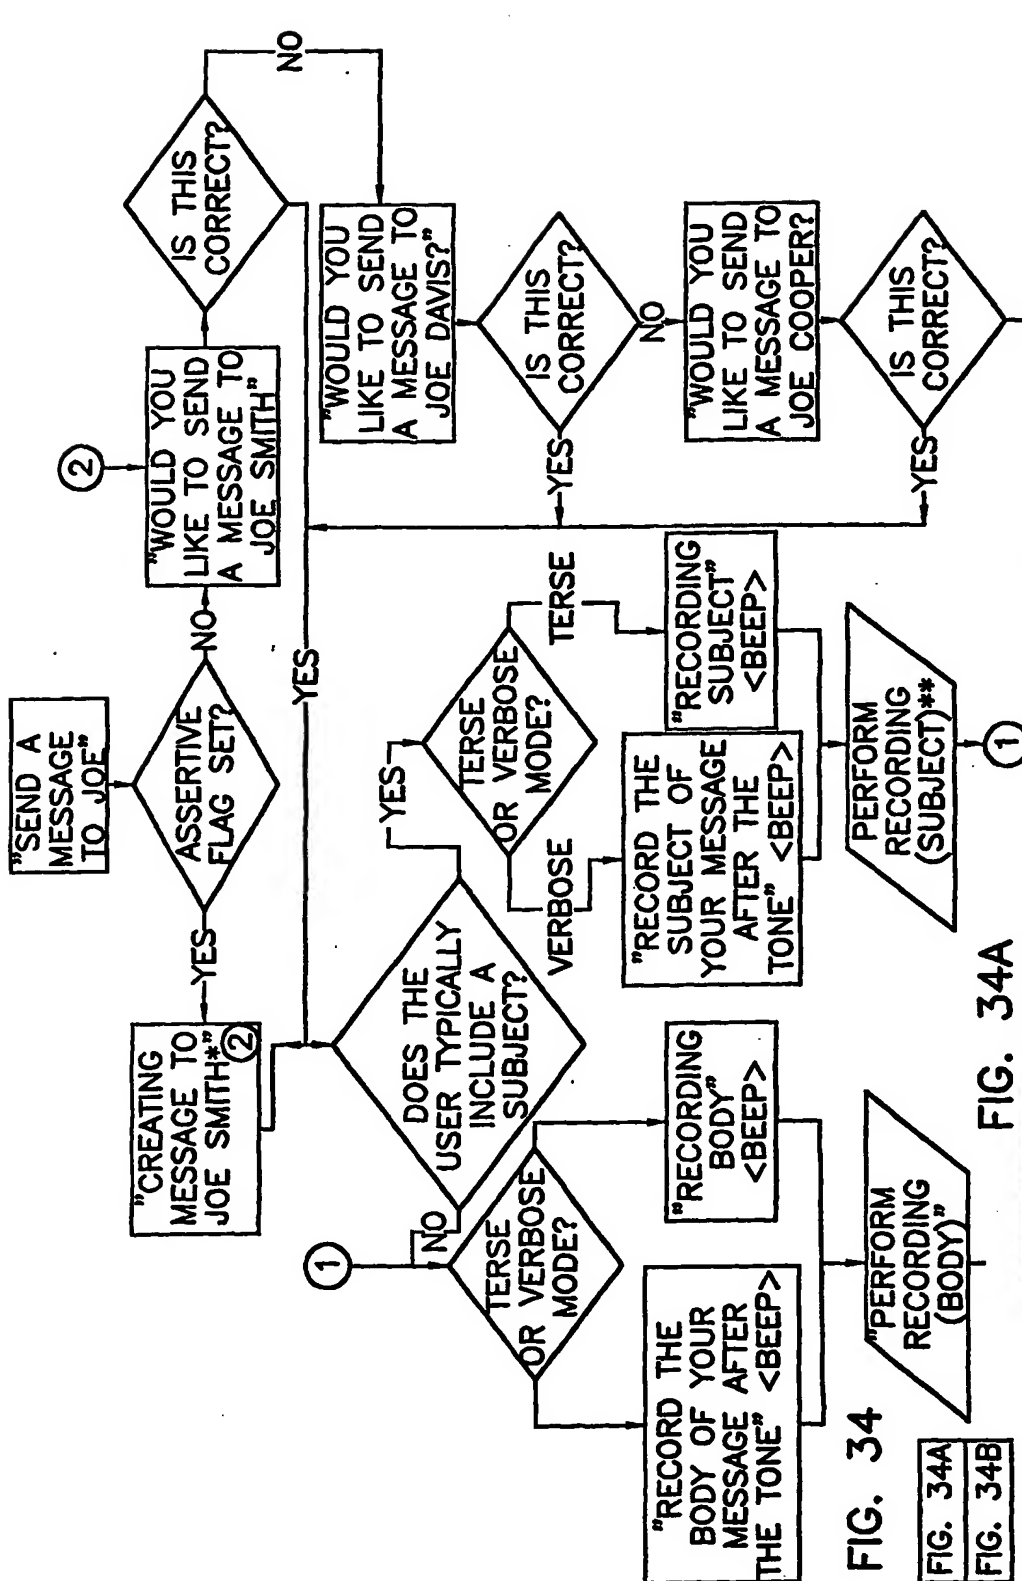 "SEND A
MESSAGE
TO JOE"
ASSERTIVE
FLAG SET?
YES
NO
"CREATING
MESSAGE TO
JOE SMITH*"
2
2
"WOULD YOU
LIKE TO SEND
A MESSAGE TO
JOE SMITH"
IS THIS
CORRECT?
NO
YES
"WOULD YOU
LIKE TO SEND
A MESSAGE TO
JOE DAVIS?"
IS THIS
CORRECT?
YES
NO
"WOULD YOU
LIKE TO SEND
A MESSAGE TO
JOE COOPER?
IS THIS
CORRECT?
YES
DOES THE
USER TYPICALLY
INCLUDE A
SUBJECT?
YES
NO
TERSE
OR VERBOSE
MODE?
VERBOSE
TERSE
"RECORD THE
SUBJECT OF
YOUR MESSAGE
AFTER THE
TONE" <BEEP>
"RECORDING
SUBJECT"
<BEEP>
PERFORM
RECORDING
(SUBJECT)**
1
1
TERSE
OR VERBOSE
MODE?
"RECORD THE
BODY OF YOUR
MESSAGE AFTER
THE TONE" <BEEP>
"RECORDING
BODY"
<BEEP>
"PERFORM
RECORDING
(BODY)"
FIG. 34
FIG. 34A
FIG. 34B
FIG. 34A